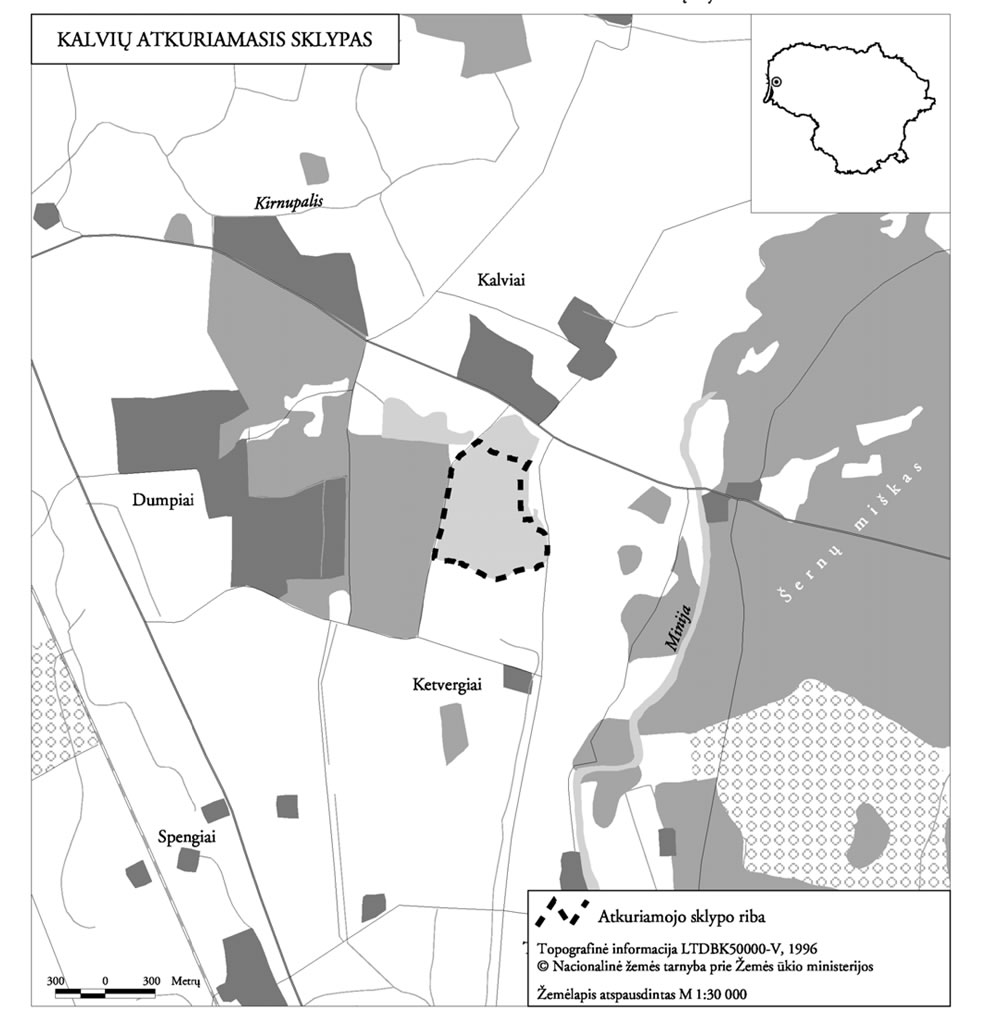 KALVIŲ ATKURIAMASIS SKLYPAS
Kirnupalis
Kalviai
Dumpiai
Šernų miškas
Minija
Ketvergiai
Spengiai
300 0 300 Metrų
Atkuriamojo sklypo riba
Topografinė informacija LTDBK50000-V, 1996
© Nacionalinė žemės tarnyba prie Žemės ūkio ministerijos
Žemėlapis atspausdintas M 1:30 000